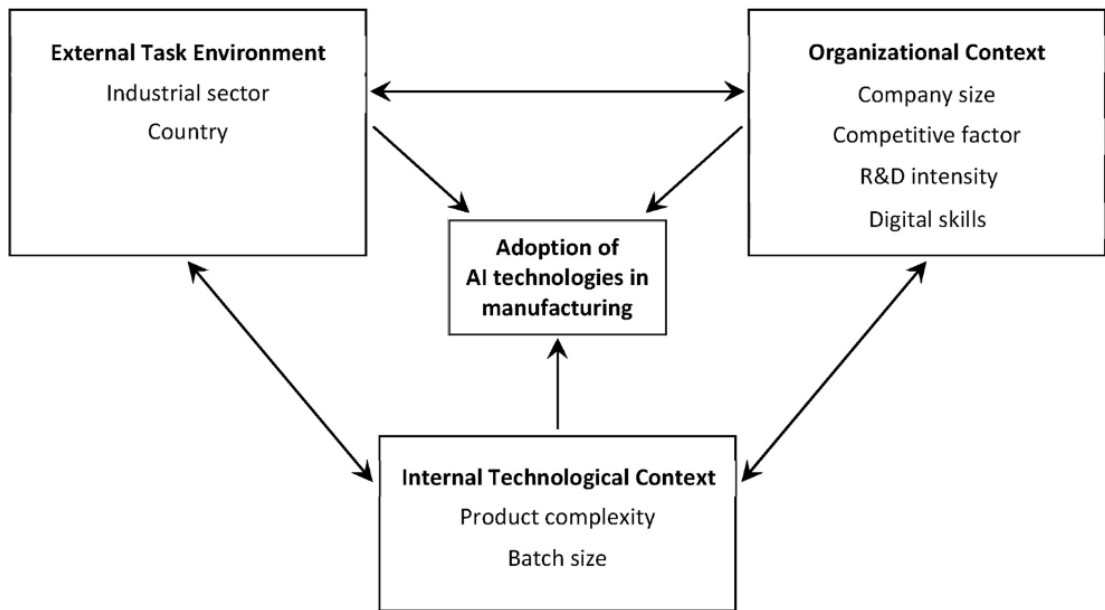 External Task Environment
Industrial sector
Country
Organizational Context
Company size
Competitive factor
R&D intensity
Digital skills
Adoption of
AI technologies in
manufacturing
Internal Technological Context
Product complexity
Batch size